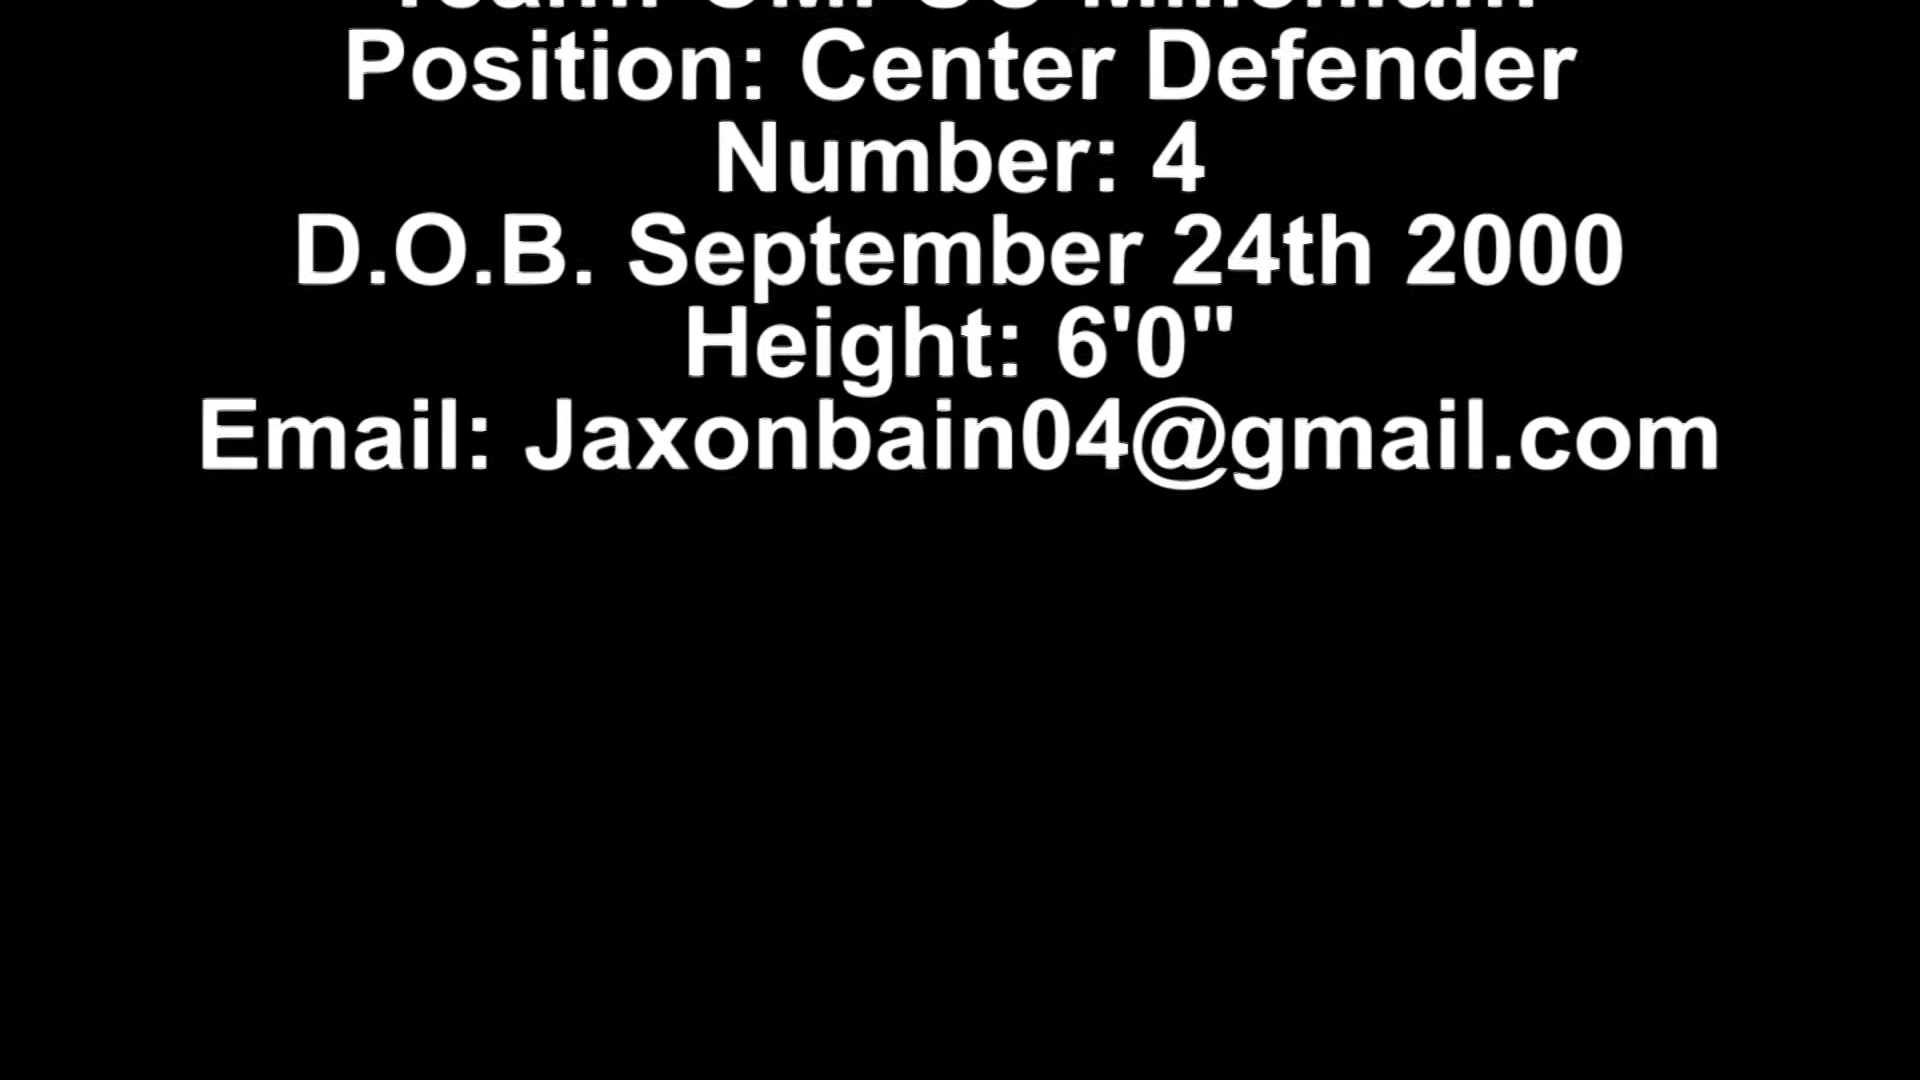 Position: Center Defender
Number: 4
D.O.B. September 24th 2000
Height: 6'0"
Email: Jaxonbain04@gmail.com